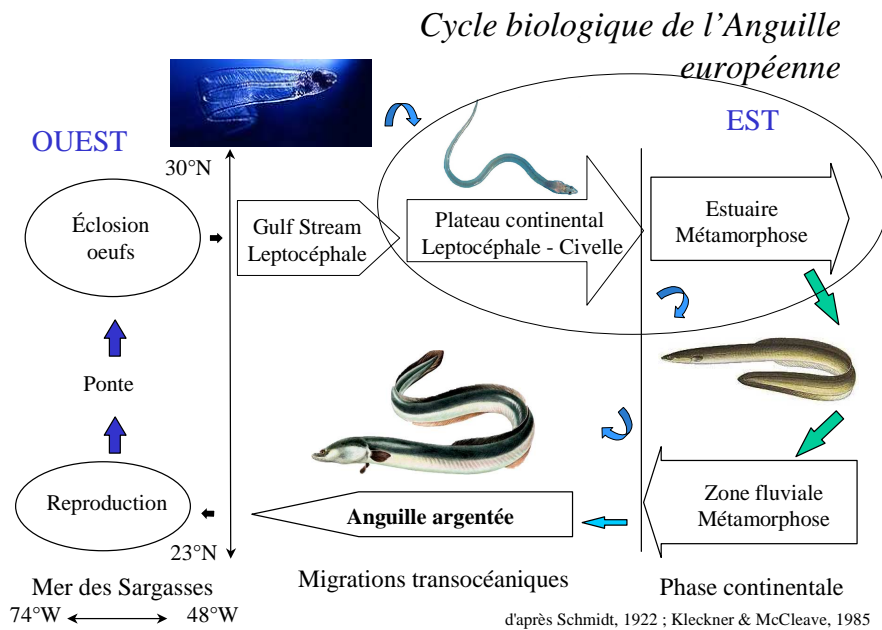 Cycle biologique de l'Anguille
européenne
OUEST
EST
30°N
Éclosion
oeufs
Gulf Stream
Leptocéphale
Plateau continental
Leptocéphale - Civelle
Estuaire
Métamorphose
Ponte
Reproduction
Anguille argentée
Zone fluviale
Métamorphose
23°N
Mer des Sargasses
Migrations transocéaniques
Phase continentale
74°W
48°W
d'après Schmidt, 1922 ; Kleckner & McCleave, 1985